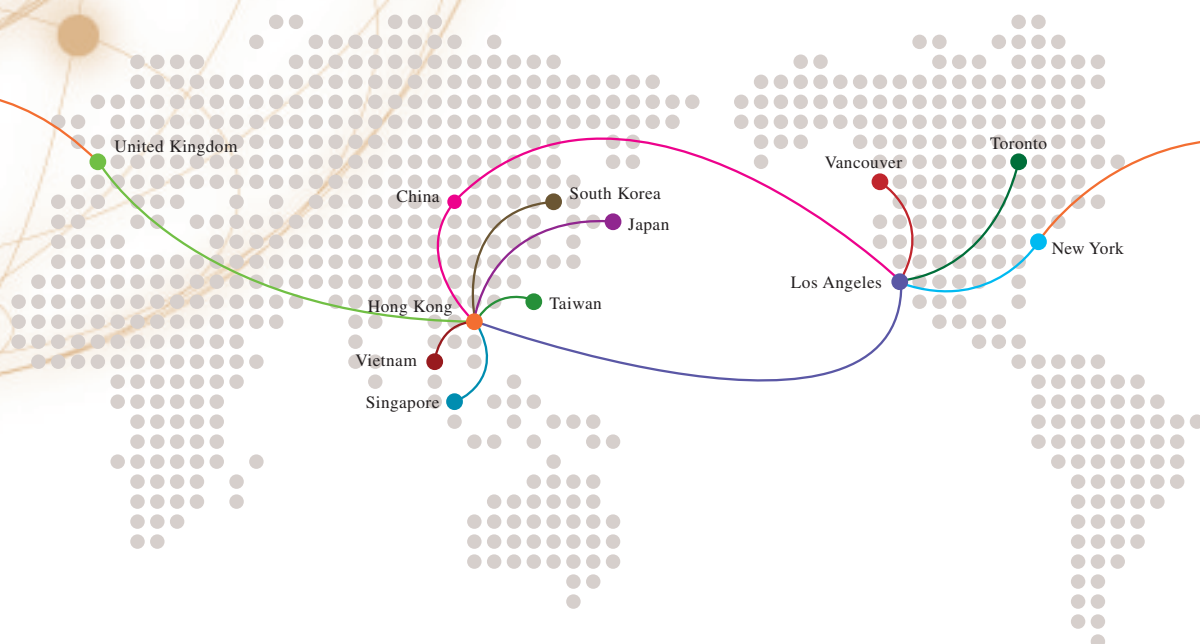 United Kingdom
Toronto
Vancouver
China
South Korea
Japan
New York
Los Angeles
Hong Kong
Taiwan
Vietnam
Singapore